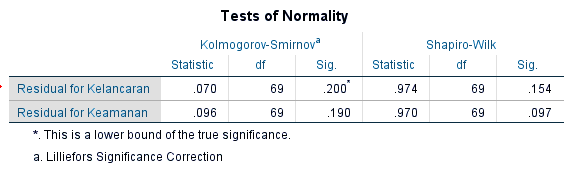 Tests of Normality
Kolmogorov-Smirnovᵃ Shapiro-Wilk
Statistic df Sig. Statistic df Sig.
Residual for Kelancaran .070 69 .200* .974 69 .154
Residual for Keamanan .096 69 .190 .970 69 .097
*. This is a lower bound of the true significance.
a. Lilliefors Significance Correction